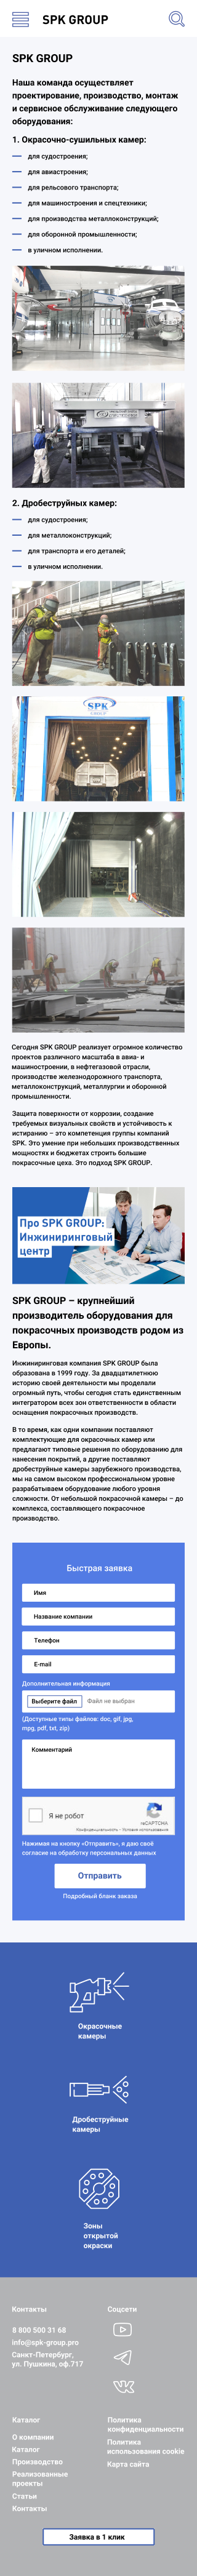 SPK GROUP
SPK GROUP
Наша команда осуществляет
проектирование, производство, монтаж
и сервисное обслуживание следующего
оборудования:
1. Окрасочно-сушильных камер:
для судостроения;
для авиастроения;
для рельсового транспорта;
для машиностроения и спецтехники;
для производства металлоконструкций;
для оборонной промышленности;
в уличном исполнении.
2. Дробеструйных камер:
для судостроения;
для металлоконструкций;
для транспорта и его деталей;
в уличном исполнении.
SPK
GROUP
Сегодня SPK GROUP реализует огромное количество
проектов различного масштаба в авиа- и
машиностроении, в нефтегазовой отрасли,
производстве железнодорожного транспорта,
металлоконструкций, металлургии и оборонной
промышленности.
Защита поверхности от коррозии, создание
требуемых визуальных свойств и устойчивость к
истиранию – это компетенция группы компаний
SPK. Это умение при небольших производственных
мощностях и бюджетах строить большие
покрасочные цеха. Это подход SPK GROUP.
Про SPK GROUP:
Инжиниринговый
центр
SPK GROUP – крупнейший
производитель оборудования для
покрасочных производств родом из
Европы.
Инжиниринговая компания SPK GROUP была
образована в 1999 году. За двадцатилетнюю
историю своей деятельности мы проделали
огромный путь, чтобы сегодня стать единственным
интегратором всех зон ответственности в области
оснащения покрасочных производств.
В то время, как одни компании поставляют
комплектующие для окрасочных камер или
предлагают типовые решения по оборудованию для
нанесения покрытий, а другие поставляют
дробеструйные камеры зарубежного производства,
мы на самом высоком профессиональном уровне
разрабатываем оборудование любого уровня
сложности. От небольшой покрасочной камеры – до
комплекса, составляющего покрасочное
производство.
Быстрая заявка
Имя
Название компании
Телефон
E-mail
Дополнительная информация
Выберите файл Файл не выбран
(Доступные типы файлов: doc, gif, jpg,
mpg, pdf, txt, zip)
Комментарий
Я не робот
reCAPTCHA
Конфиденциальность - Условия использования
Нажимая на кнопку «Отправить», я даю своё
согласие на обработку персональных данных
Отправить
Подробный бланк заказа
Окрасочные
камеры
Дробеструйные
камеры
Зоны
открытой
окраски
Контакты
8 800 500 31 68
info@spk-group.pro
Санкт-Петербург,
ул. Пушкина, оф.717
Соцсети
Каталог
О компании
Каталог
Производство
Реализованные
проекты
Статьи
Контакты
Политика
конфиденциальности
Политика
использования cookie
Карта сайта
Заявка в 1 клик